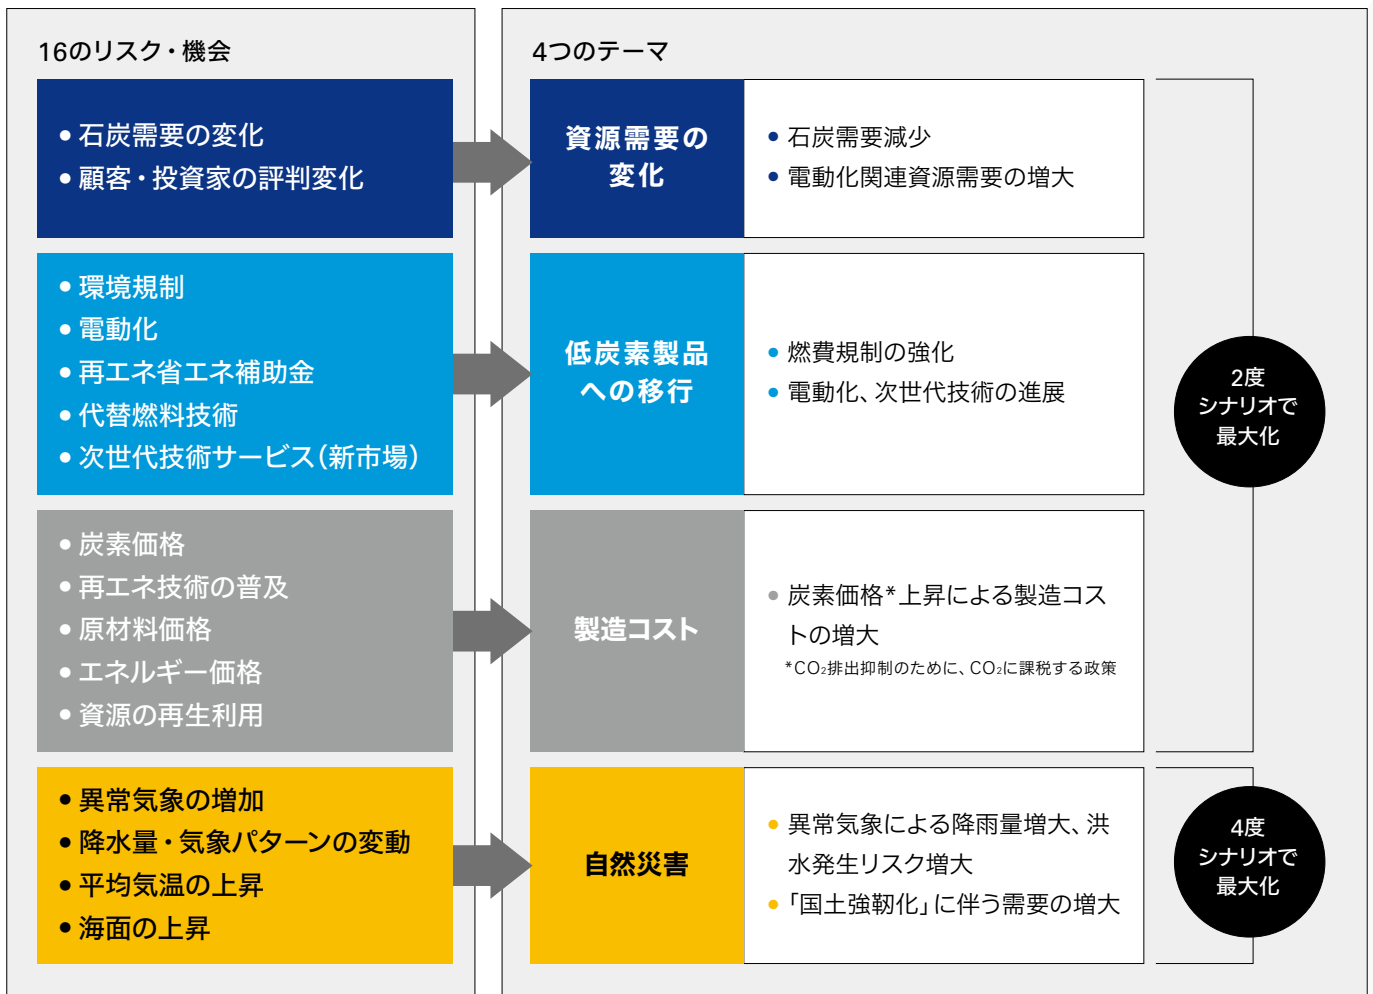 16のリスク・機会
• 石炭需要の変化
• 顧客・投資家の評判変化
• 環境規制
• 電動化
• 再エネ省エネ補助金
• 代替燃料技術
• 次世代技術サービス（新市場）
• 炭素価格
• 再エネ技術の普及
• 原材料価格
• エネルギー価格
• 資源の再生利用
• 異常気象の増加
• 降水量・気象パターンの変動
• 平均気温の上昇
• 海面の上昇
4つのテーマ
資源需要の
変化
• 石炭需要減少
• 電動化関連資源需要の増大
低炭素製品
への移行
• 燃費規制の強化
• 電動化、次世代技術の進展
製造コスト
• 炭素価格*上昇による製造コス
トの増大
*CO₂排出抑制のために、CO₂に課税する政策
自然災害
• 異常気象による降雨量増大、洪
水発生リスク増大
• 「国土強靭化」に伴う需要の増大
2度
シナリオで
最大化
4度
シナリオで
最大化